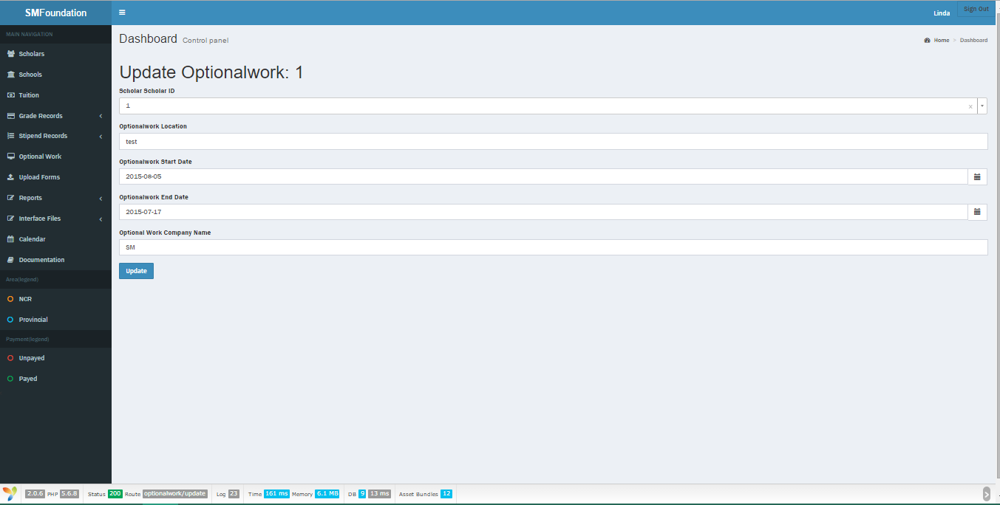 SMFoundation
Linda
Sign Out
MAIN NAVIGATION
Scholars
Schools
Tuition
Grade Records
Stipend Records
Optional Work
Upload Forms
Reports
Interface Files
Calendar
Documentation
Area(legend)
NCR
Provincial
Payment(legend)
Unpayed
Payed
Dashboard Control panel
Home > Dashboard
Update Optionalwork: 1
Scholar Scholar ID
1
x
Optionalwork Location
test
Optionalwork Start Date
2015-08-05
Optionalwork End Date
2015-07-17
Optional Work Company Name
SM
Update
2.0.6 PHP 5.6.8 Status 200 Route optionalwork/update Log 23 Time 161 ms Memory 6.1 MB DB 9 13 ms Asset Bundles 12